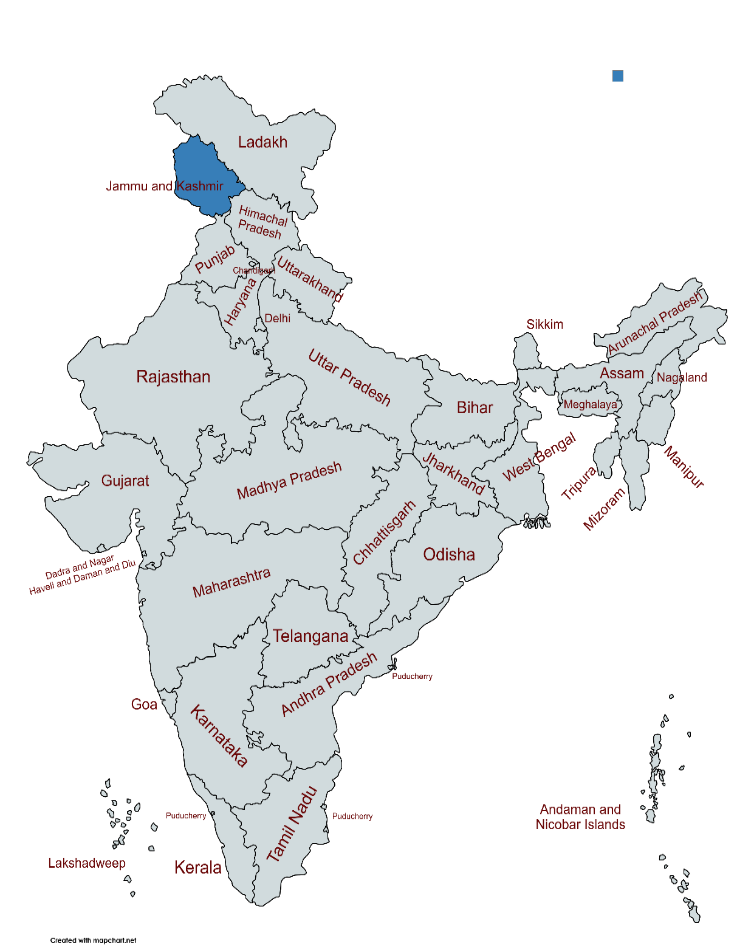 Ladakh
Jammu and Kashmir
Himachal
Pradesh
Punjab
Chandigarh
Uttarakhand
Haryana
Delhi
Sikkim
Arunachal Pradesh
Rajasthan
Uttar Pradesh
Bihar
Assam
Nagaland
Meghalaya
Manipur
Tripura
Mizoram
West Bengal
Jharkhand
Gujarat
Madhya Pradesh
Chhattisgarh
Odisha
Dadra and Nagar
Haveli and Daman and Diu
Maharashtra
Telangana
Andhra Pradesh
Puducherry
Goa
Karnataka
Puducherry
Puducherry
Tamil Nadu
Kerala
Lakshadweep
Andaman and
Nicobar Islands
Created with mapchart.net